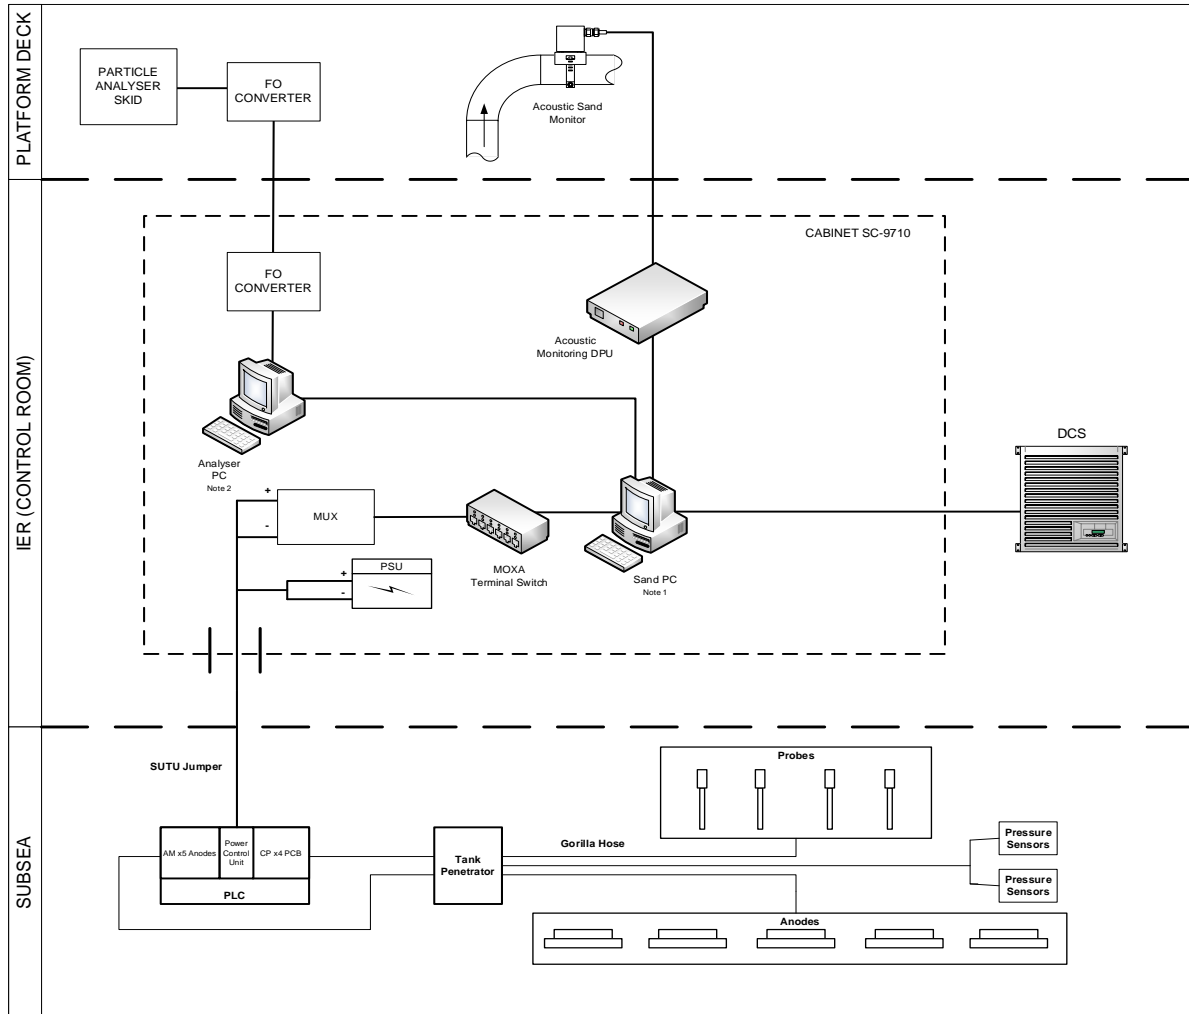 PLATFORM DECK
PARTICLE
ANALYSER
SKID
FO
CONVERTER
Acoustic Sand
Monitor
IER (CONTROL ROOM)
CABINET SC-9710
FO
CONVERTER
Acoustic
Monitoring DPU
Analyser
PC
Note 2
DCS
+
-
MUX
MOXA
Terminal Switch
Sand PC
Note 1
PSU
+
-
SUBSEA
SUTU Jumper
Probes
AM x5 Anodes
Power
Control
Unit
CP x4 PCB
PLC
Tank
Penetrator
Gorilla Hose
Pressure
Sensors
Pressure
Sensors
Anodes